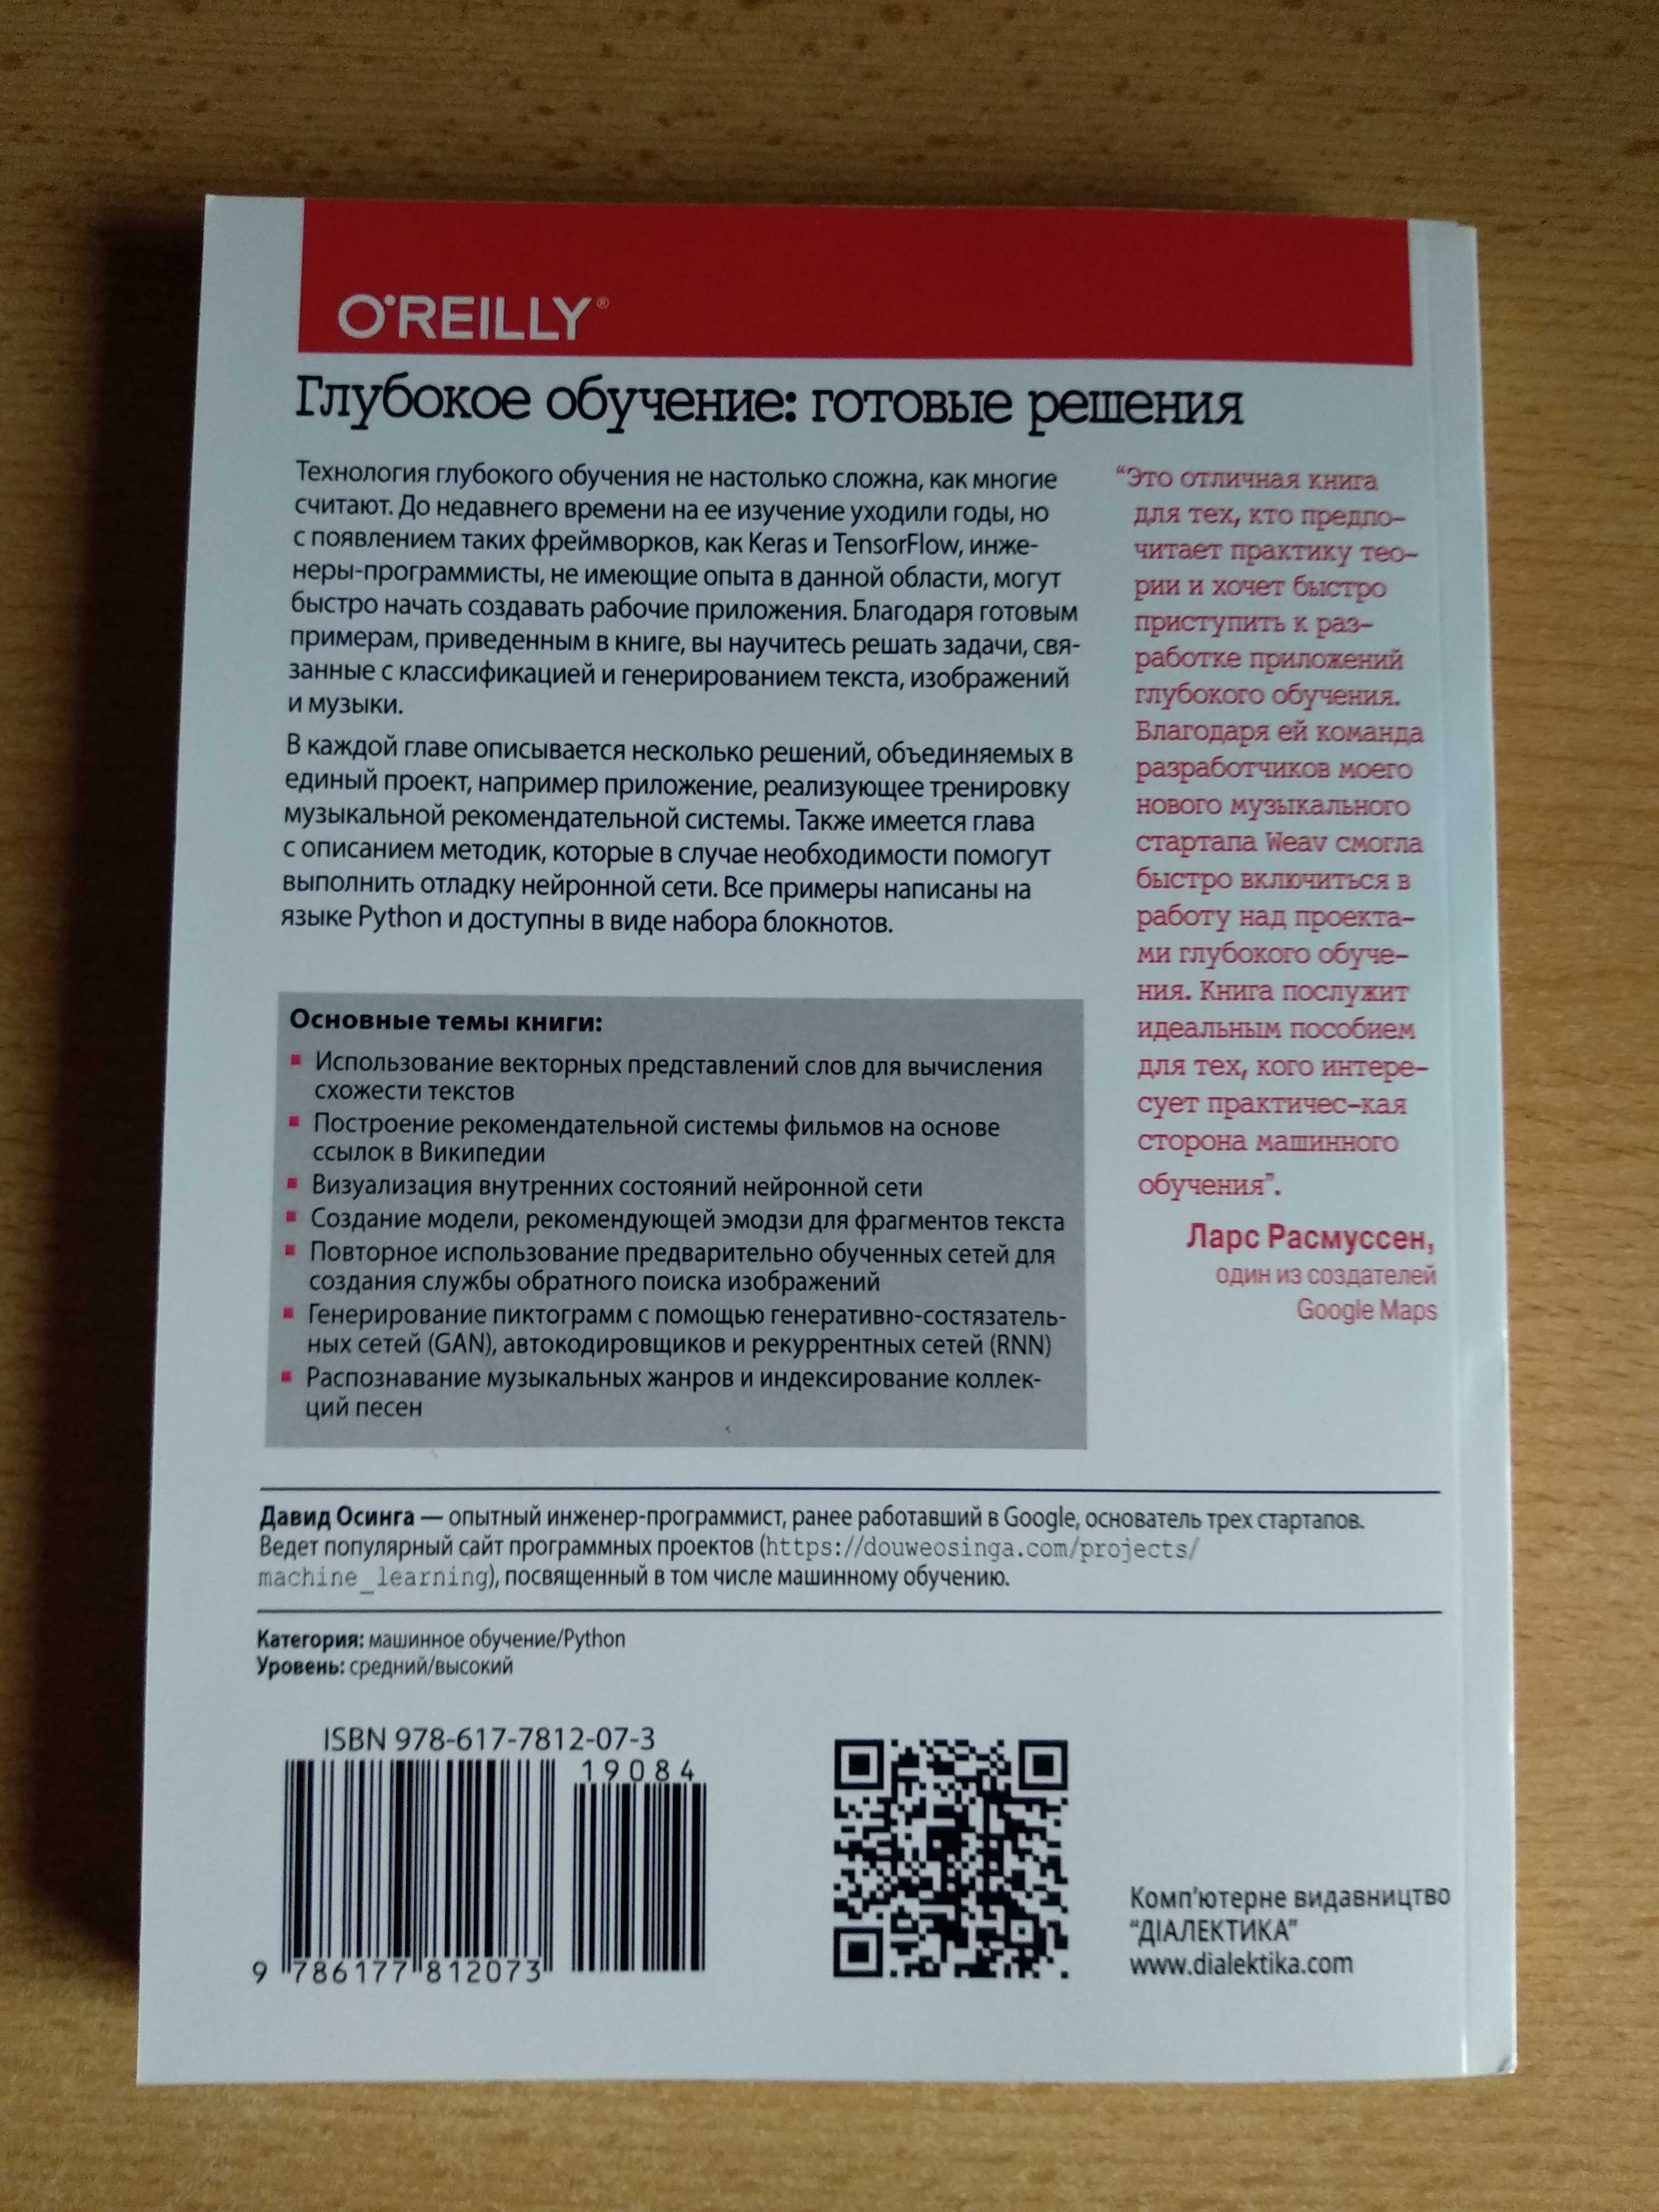 O'REILLY®
Глубокое обучение: готовые решения
Технология глубокого обучения не настолько сложна, как многие
считают. До недавнего времени на ее изучение уходили годы, но
с появлением таких фреймворков, как Keras и TensorFlow, инже-
неры-программисты, не имеющие опыта в данной области, могут
быстро начать создавать рабочие приложения. Благодаря готовым
примерам, приведенным в книге, вы научитесь решать задачи, свя-
занные с классификацией и генерированием текста, изображений
и музыки.
В каждой главе описывается несколько решений, объединяемых в
единый проект, например приложение, реализующее тренировку
музыкальной рекомендательной системы. Также имеется глава
с описанием методик, которые в случае необходимости помогут
выполнить отладку нейронной сети. Все примеры написаны на
языке Python и доступны в виде набора блокнотов.
Основные темы книги:
▪ Использование векторных представлений слов для вычисления
схожести текстов
▪ Построение рекомендательной системы фильмов на основе
ссылок в Википедии
▪ Визуализация внутренних состояний нейронной сети
▪ Создание модели, рекомендующей эмодзи для фрагментов текста
▪ Повторное использование предварительно обученных сетей для
создания службы обратного поиска изображений
▪ Генерирование пиктограмм с помощью генеративно-состязатель-
ных сетей (GAN), автокодировщиков и рекуррентных сетей (RNN)
▪ Распознавание музыкальных жанров и индексирование коллек-
ций песен
“Это отличная книга
для тех, кто предпо-
читает практику тео-
рии и хочет быстро
приступить к раз-
работке приложений
глубокого обучения.
Благодаря ей команда
разработчиков моего
нового музыкального
стартапа Weav смогла
быстро включиться в
работу над проекта-
ми глубокого обуче-
ния. Книга послужит
идеальным пособием
для тех, кого интере-
сует практичес-кая
сторона машинного
обучения”.
Ларс Расмуссен,
один из создателей
Google Maps
Давид Осинга — опытный инженер-программист, ранее работавший в Google, основатель трех стартапов.
Ведет популярный сайт программных проектов (https://douweosinga.com/projects/
machine_learning), посвященный в том числе машинному обучению.
Категория: машинное обучение/Python
Уровень: средний/высокий
ISBN 978-617-7812-07-3
19084
9 786177 812073
Комп'ютерне видавництво
“ДІАЛЕКТИКА”
www.dialektika.com